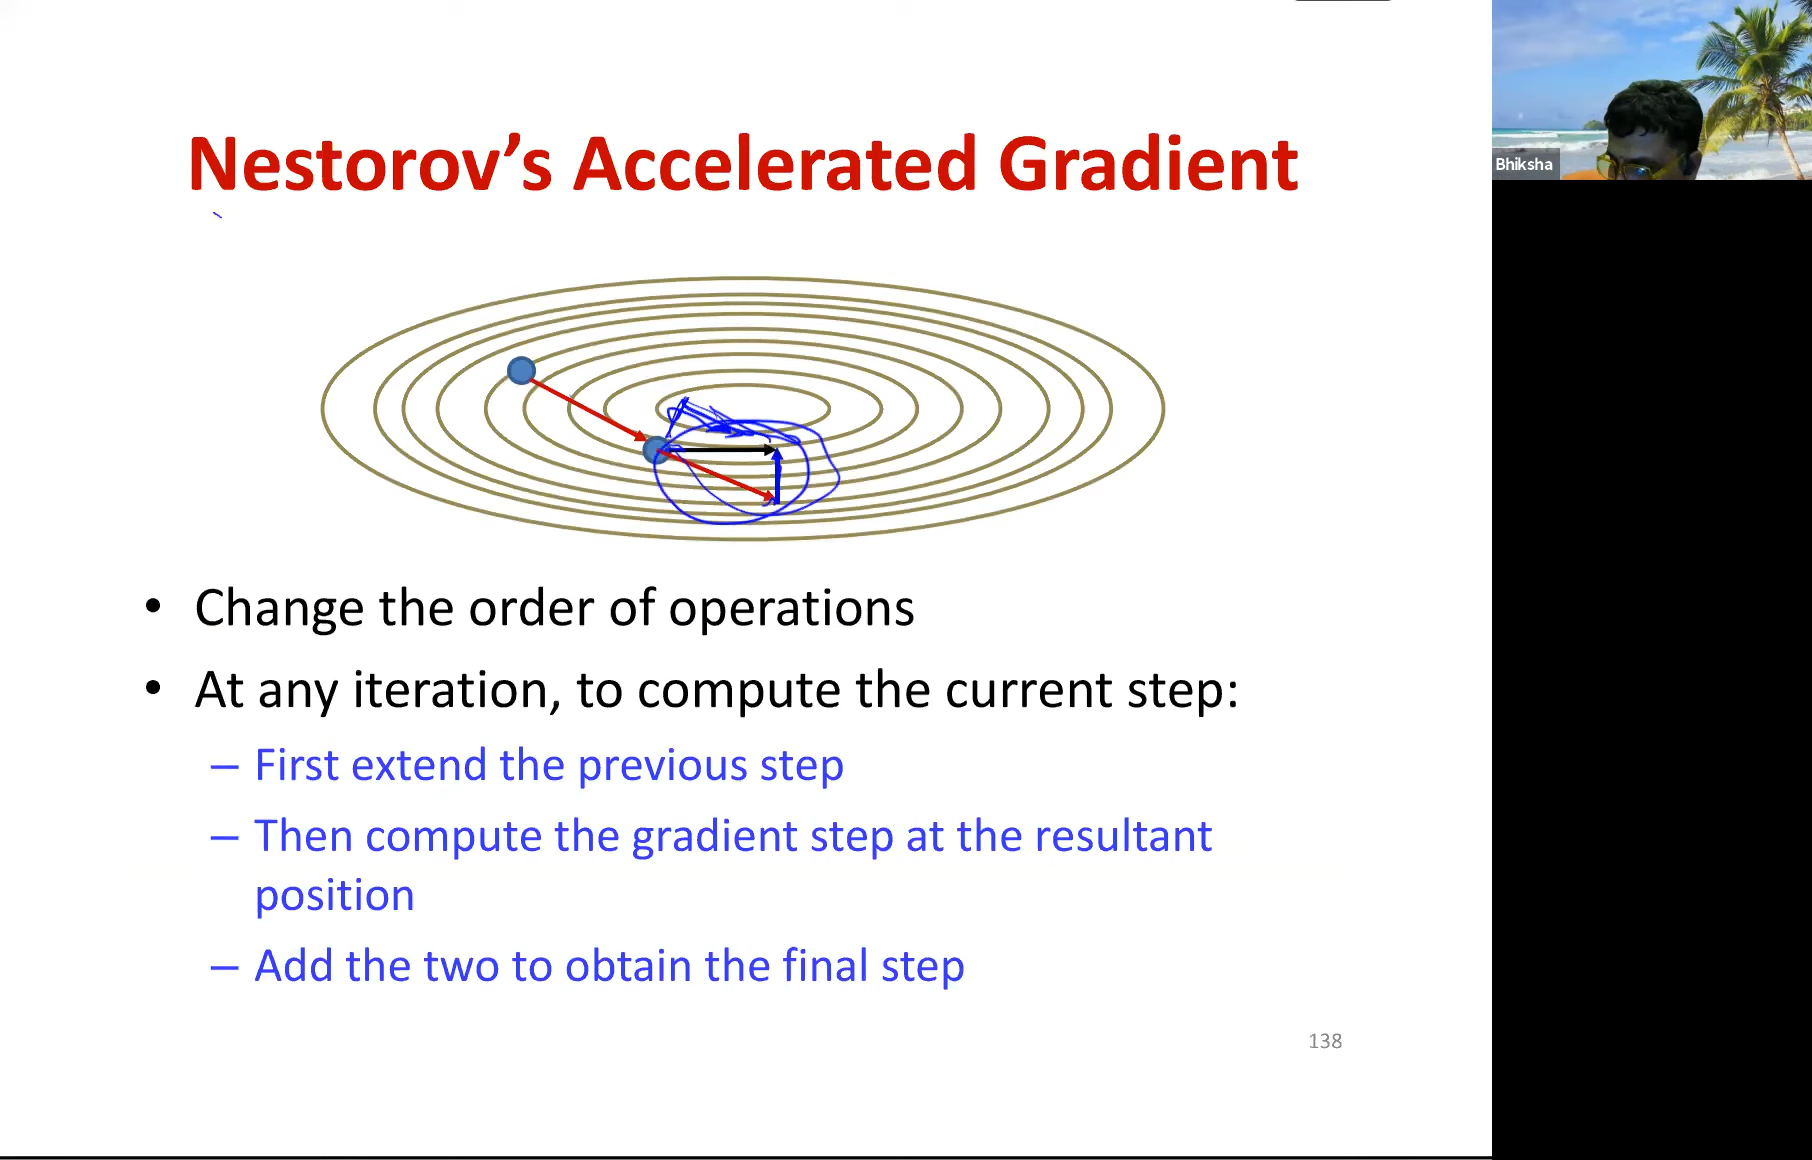 Nestorov’s Accelerated Gradient
Bhiksha
• Change the order of operations
• At any iteration, to compute the current step:
– First extend the previous step
– Then compute the gradient step at the resultant
position
– Add the two to obtain the final step
138